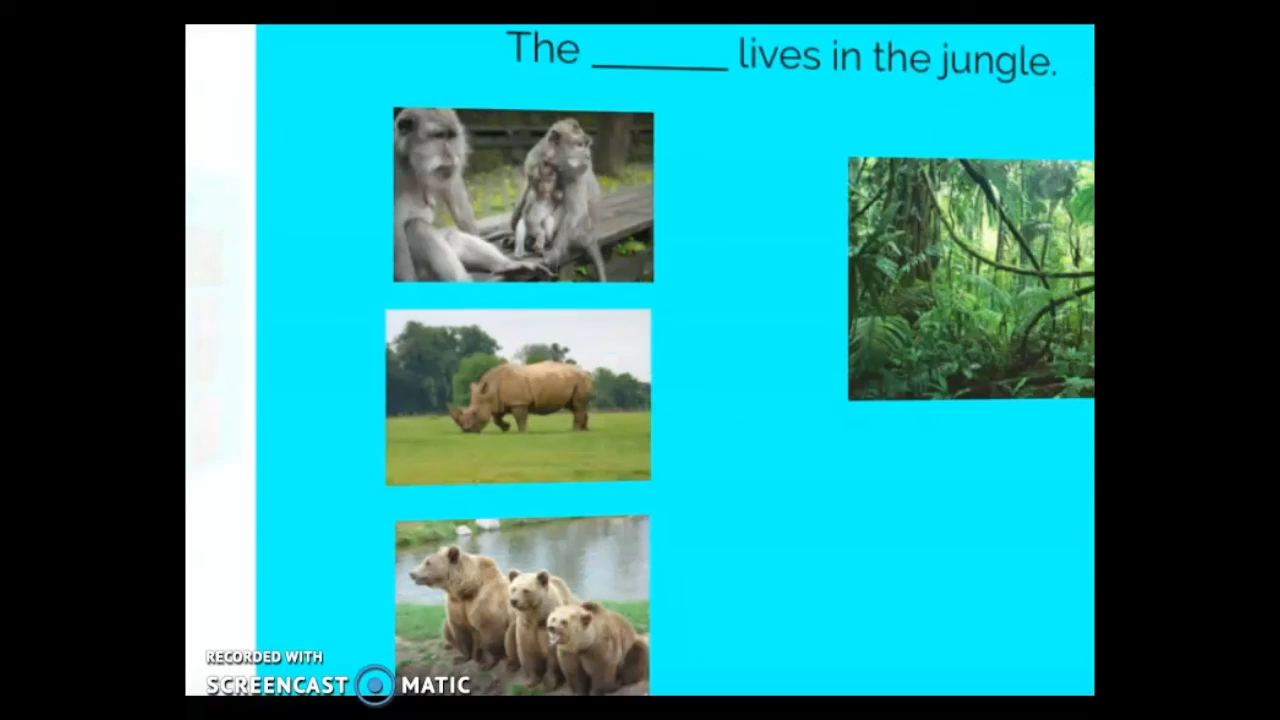 The _______ lives in the jungle.
RECORDED WITH
SCREENCAST MATIC